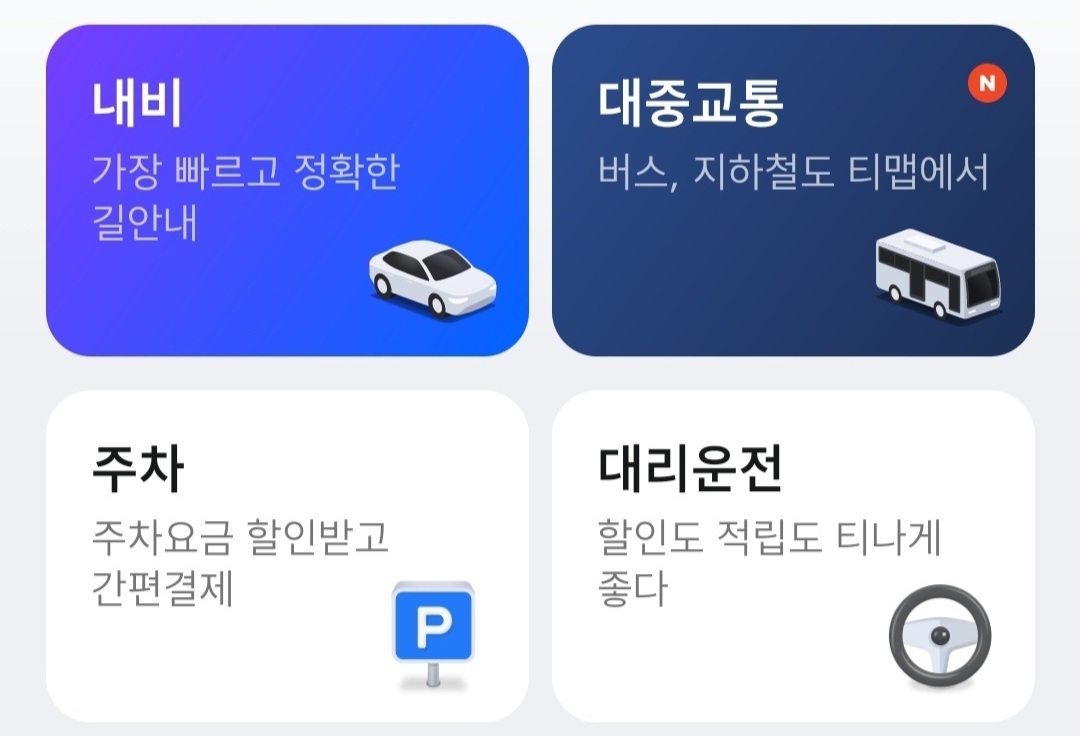 내비
가장 빠르고 정확한
길안내
대중교통
N
버스, 지하철도 티맵에서
주차
주차요금 할인받고
간편결제
P
대리운전
할인도 적립도 티나게
좋다